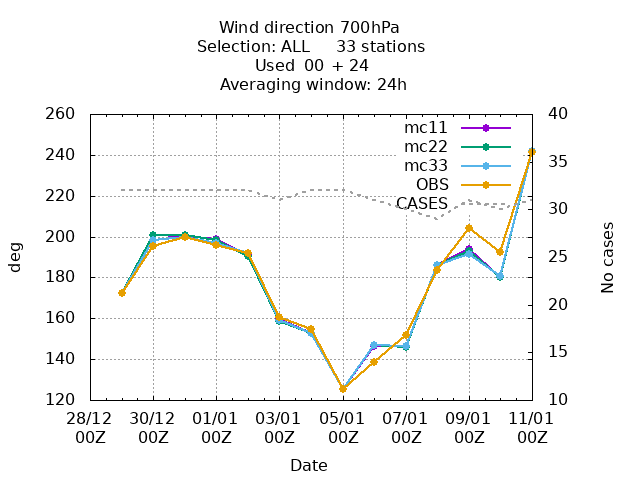 Wind direction 700hPa
Selection: ALL 33 stations
Used 00 + 24
Averaging window: 24h
260 40
mc11
mc22
240 35
mc33
OBS
220 CASES 30
200
deg 25 No cases
180
20
160
15
140
120 10
28/12 30/12 01/01 03/01 05/01 07/01 09/01 11/01
00Z 00Z 00Z 00Z 00Z 00Z 00Z 00Z
Date